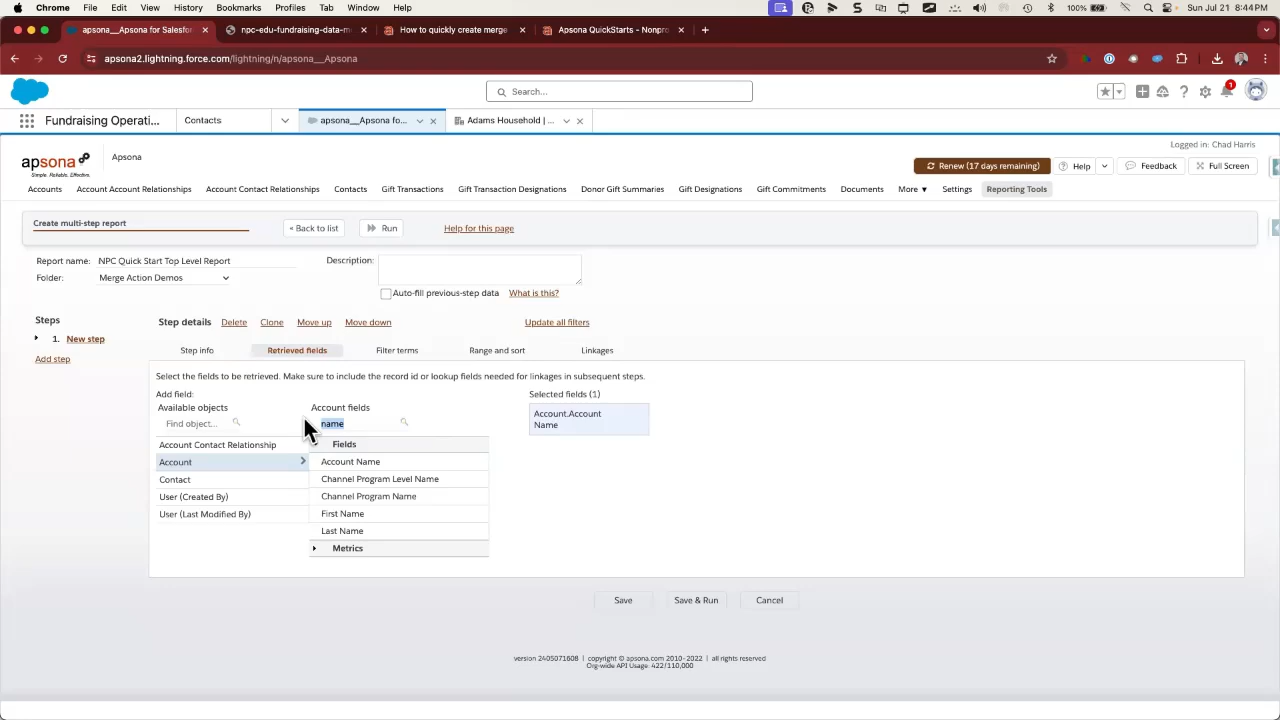 Chrome File Edit View History Bookmarks Profiles Tab Window Help 100% Sun Jul 21 8:44 PM
apsona__Apsona for Salesfor
npc-edu-fundraising-data-m
How to quickly create merge
Apsona QuickStarts - Nonpro
apsona2.lightning.force.com/lightning/n/apsona__Apsona
Search...
1
Fundraising Operati... Contacts apsona__Apsona fo... Adams Household | ...
Logged in: Chad Harris
apsona Apsona
Simple. Reliable. Effective.
Renew (17 days remaining) Help Feedback Full Screen
Accounts Account Account Relationships Account Contact Relationships Contacts Gift Transactions Gift Transaction Designations Donor Gift Summaries Gift Designations Gift Commitments Documents More ▼ Settings Reporting Tools
Create multi-step report
< Back to list Run Help for this page
Report name: NPC Quick Start Top Level Report Description:
Folder: Merge Action Demos
Auto-fill previous-step data What is this?
Steps Step details Delete Clone Move up Move down Update all filters
1. New step
Add step
Step info Retrieved fields Filter terms Range and sort Linkages
Select the fields to be retrieved. Make sure to include the record id or lookup fields needed for linkages in subsequent steps.
Add field: Selected fields (1)
Available objects Account fields
Find object... name
Account.Account
Name
Account Contact Relationship
Account
Contact
User (Created By)
User (Last Modified By)
Fields
Account Name
Channel Program Level Name
Channel Program Name
First Name
Last Name
Metrics
Save Save & Run Cancel
version 2405071608 | copyright © apsona.com 2010-2022 | all rights reserved
Org-wide API Usage: 422/110,000